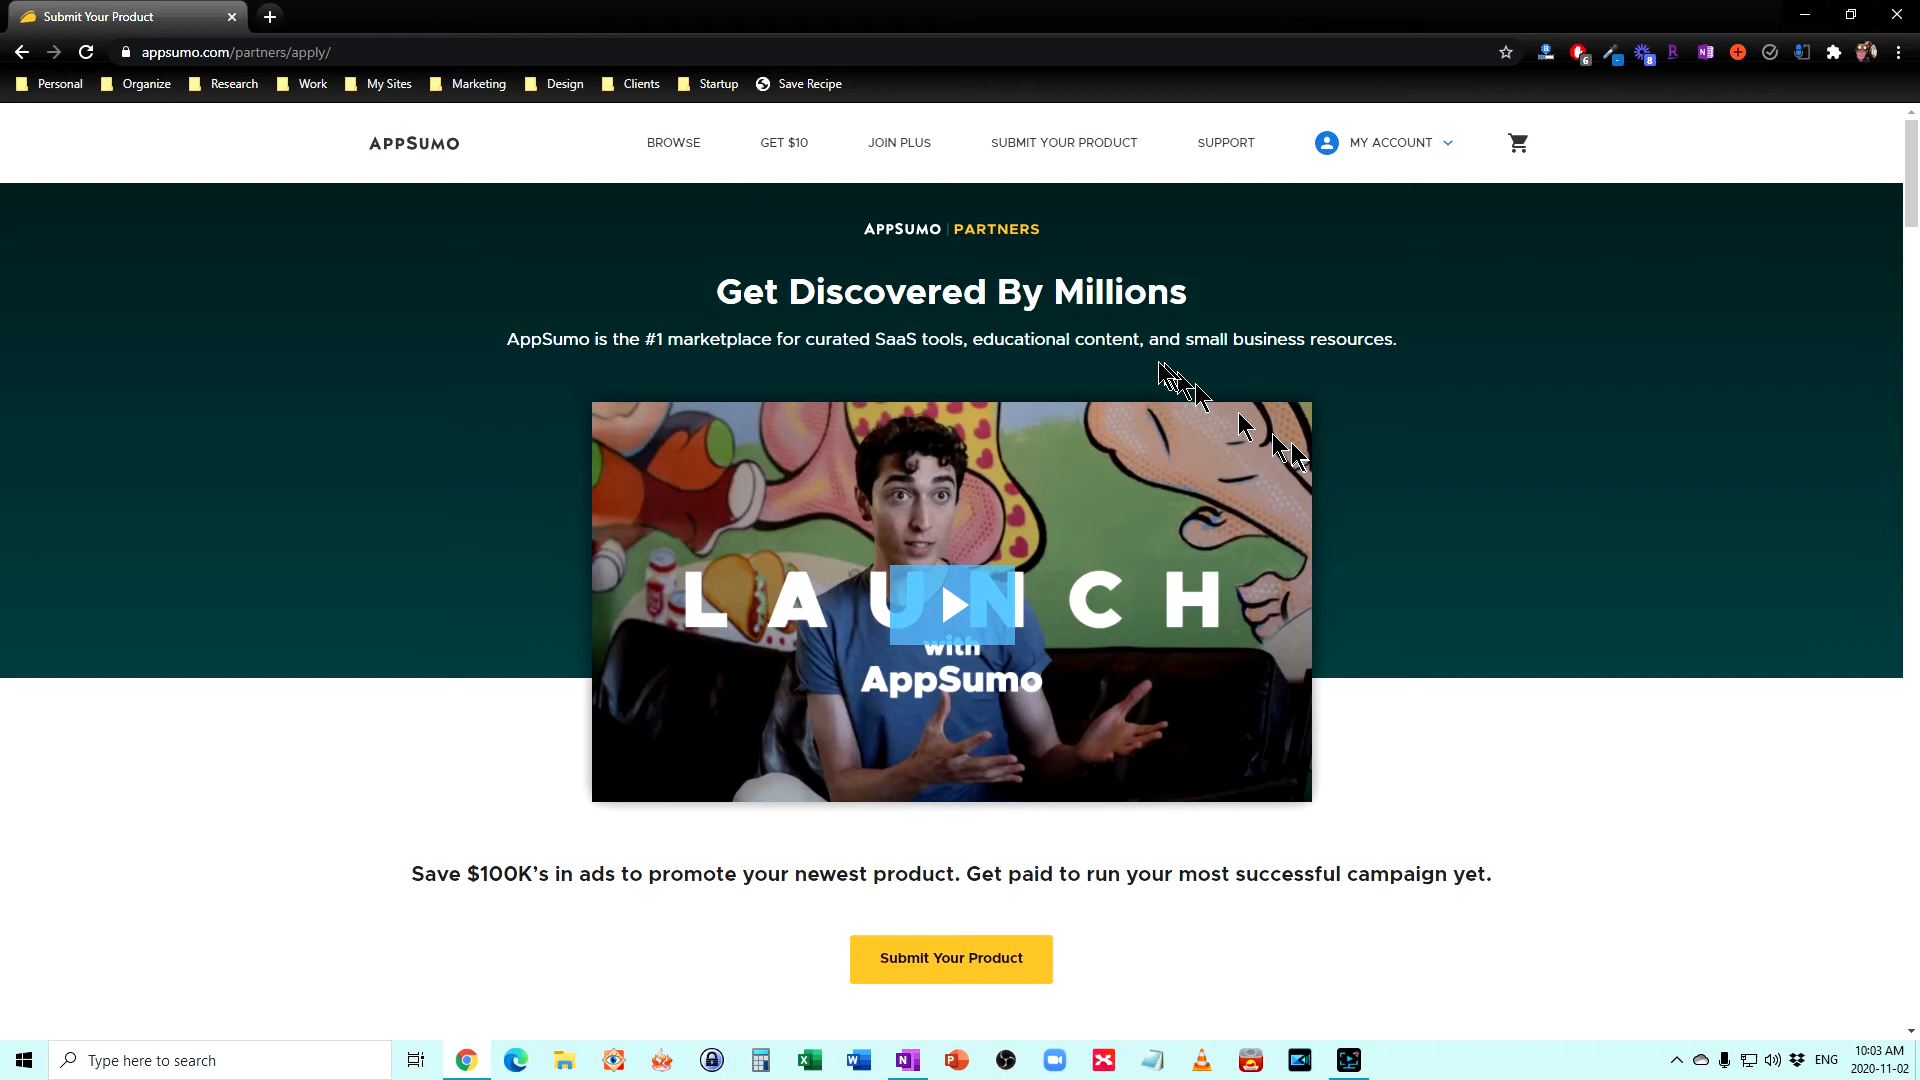 Submit Your Product
appsumo.com/partners/apply/
6
8
Personal
Organize
Research
Work
My Sites
Marketing
Design
Clients
Startup
Save Recipe
APPSUMO
BROWSE
GET $10
JOIN PLUS
SUBMIT YOUR PRODUCT
SUPPORT
MY ACCOUNT
APPSUMO | PARTNERS
Get Discovered By Millions
AppSumo is the #1 marketplace for curated SaaS tools, educational content, and small business resources.
LAUNCH
with
AppSumo
Save $100K’s in ads to promote your newest product. Get paid to run your most successful campaign yet.
Submit Your Product
Type here to search
ENG
10:03 AM
2020-11-02